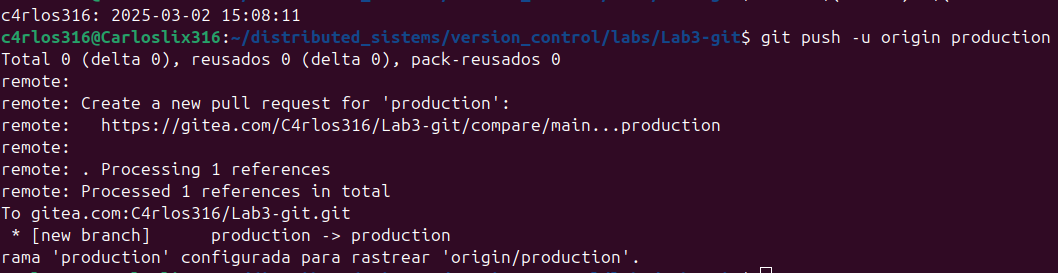 c4rlos316: 2025-03-02 15:08:11
c4rlos316@Carloslix316:~/distributed_sistems/version_control/labs/Lab3-git$ git push -u origin production
Total 0 (delta 0), reusados 0 (delta 0), pack-reusados 0
remote:
remote: Create a new pull request for 'production':
remote:   https://gitea.com/C4rlos316/Lab3-git/compare/main...production
remote:
remote: . Processing 1 references
remote: Processed 1 references in total
To gitea.com:C4rlos316/Lab3-git.git
 * [new branch]      production -> production
rama 'production' configurada para rastrear 'origin/production'.